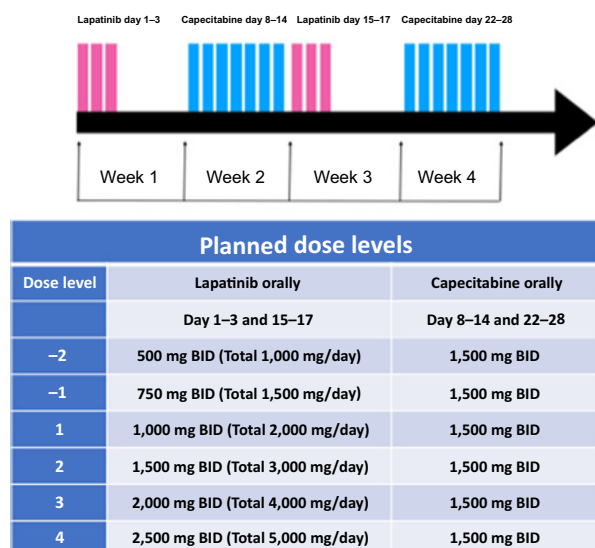 Lapatinib day 1–3 Capecitabine day 8–14 Lapatinib day 15–17 Capecitabine day 22–28
Week 1 Week 2 Week 3 Week 4
Planned dose levels
Dose level Lapatinib orally Capecitabine orally
Day 1–3 and 15–17 Day 8–14 and 22–28
–2 500 mg BID (Total 1,000 mg/day) 1,500 mg BID
–1 750 mg BID (Total 1,500 mg/day) 1,500 mg BID
1 1,000 mg BID (Total 2,000 mg/day) 1,500 mg BID
2 1,500 mg BID (Total 3,000 mg/day) 1,500 mg BID
3 2,000 mg BID (Total 4,000 mg/day) 1,500 mg BID
4 2,500 mg BID (Total 5,000 mg/day) 1,500 mg BID